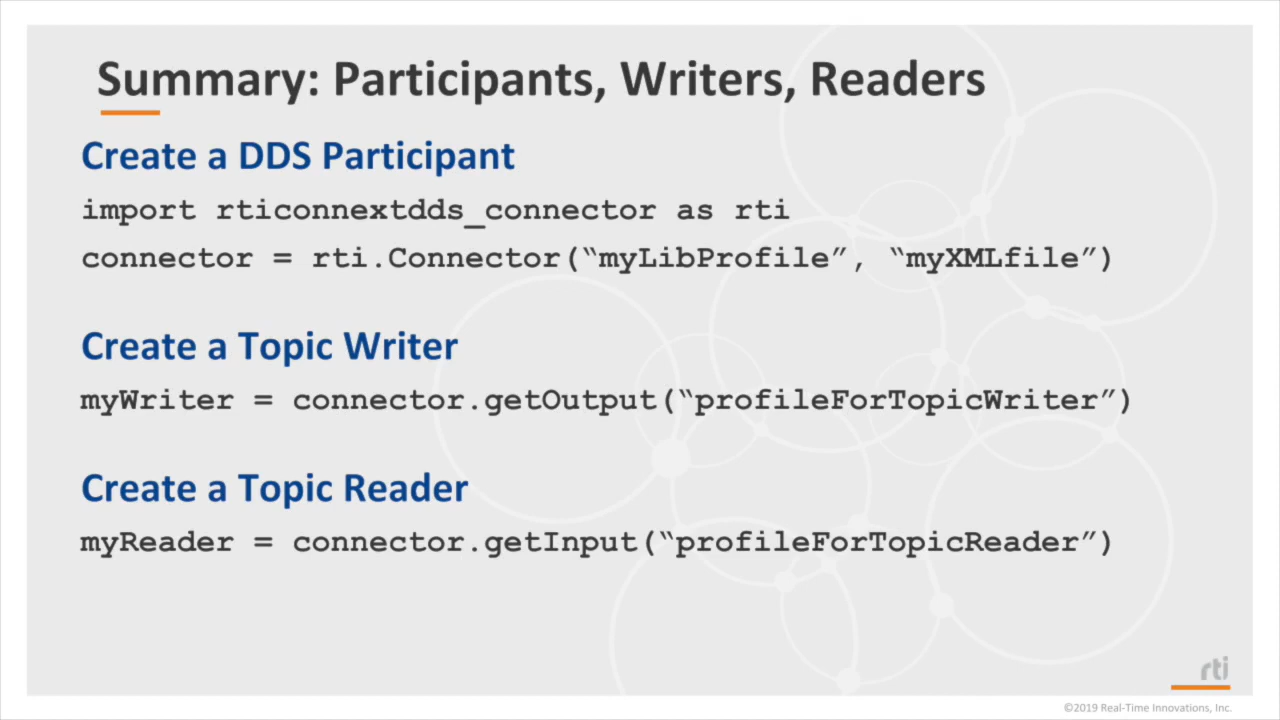 Summary: Participants, Writers, Readers
Create a DDS Participant
import rticonnextdds_connector as rti
connector = rti.Connector(“myLibProfile”, “myXMLfile”)
Create a Topic Writer
myWriter = connector.getOutput(“profileForTopicWriter”)
Create a Topic Reader
myReader = connector.getInput(“profileForTopicReader”)
rti
©2019 Real-Time Innovations, Inc.